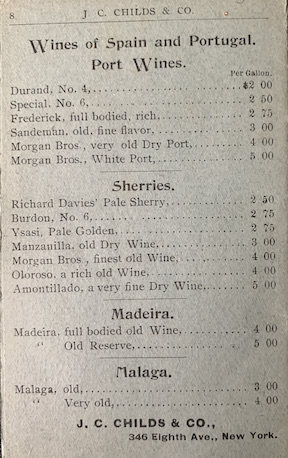 8 J. C. CHILDS & CO.
Wines of Spain and Portugal.
Port Wines.
Per Gallon.
Durand, No. 4, $2 00
Special, No. 6, 2 50
Frederick, full bodied, rich, 2 75
Sandeman, old, fine flavor, 3 00
Morgan Bros., very old Dry Port, 4 00
Morgan Bros., White Port, 5 00
Sherries.
Richard Davies' Pale Sherry, 2 50
Burdon, No. 6, 2 75
Ysasi, Pale Golden, 2 75
Manzanilla, old Dry Wine, 3 00
Morgan Bros., finest old Wine, 4 00
Oloroso, a rich old Wine, 4 00
Amontillado, a very fine Dry Wine, 5 00
Madeira.
Madeira, full bodied old Wine, 4 00
" Old Reserve, 5 00
Malaga.
Malaga, old, 3 00
" Very old, 4 00
J. C. CHILDS & CO.,
346 Eighth Ave., New York.